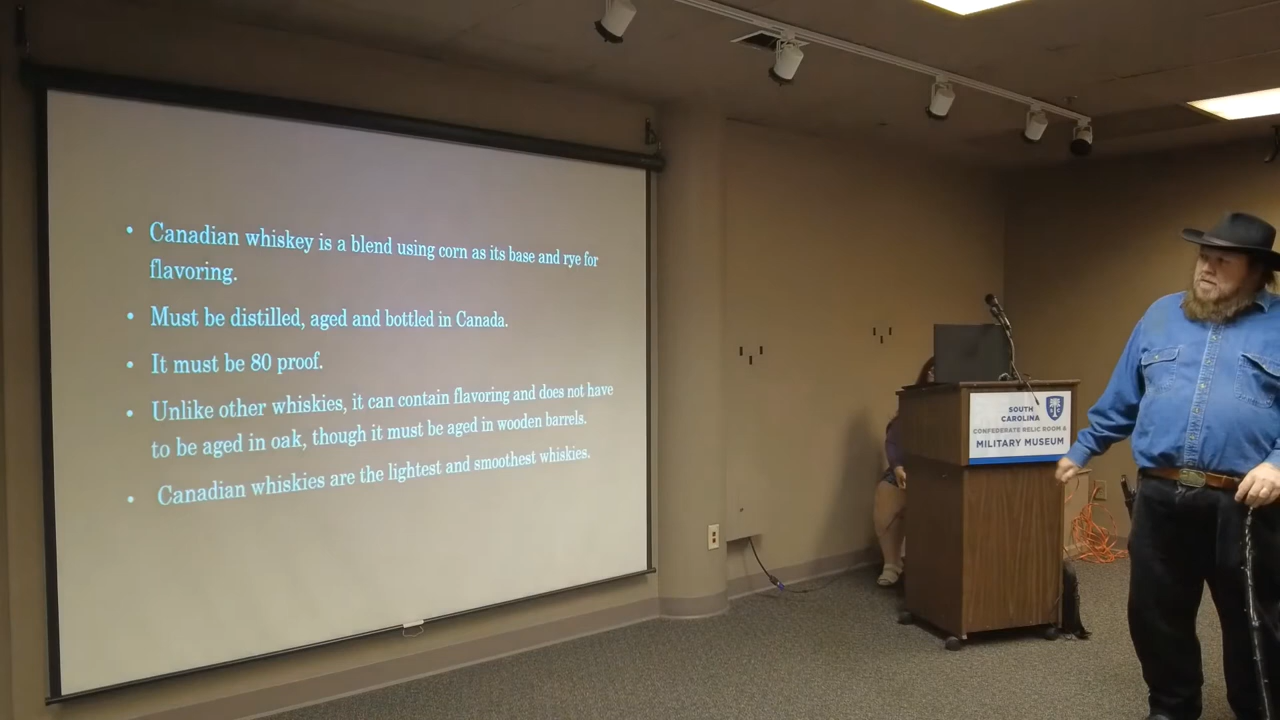 • Canadian whiskey is a blend using corn as its base and rye for
flavoring.
• Must be distilled, aged and bottled in Canada.
• It must be 80 proof.
• Unlike other whiskies, it can contain flavoring and does not have
to be aged in oak, though it must be aged in wooden barrels.
• Canadian whiskies are the lightest and smoothest whiskies.
SOUTH
CAROLINA
CONFEDERATE RELIC ROOM &
MILITARY MUSEUM